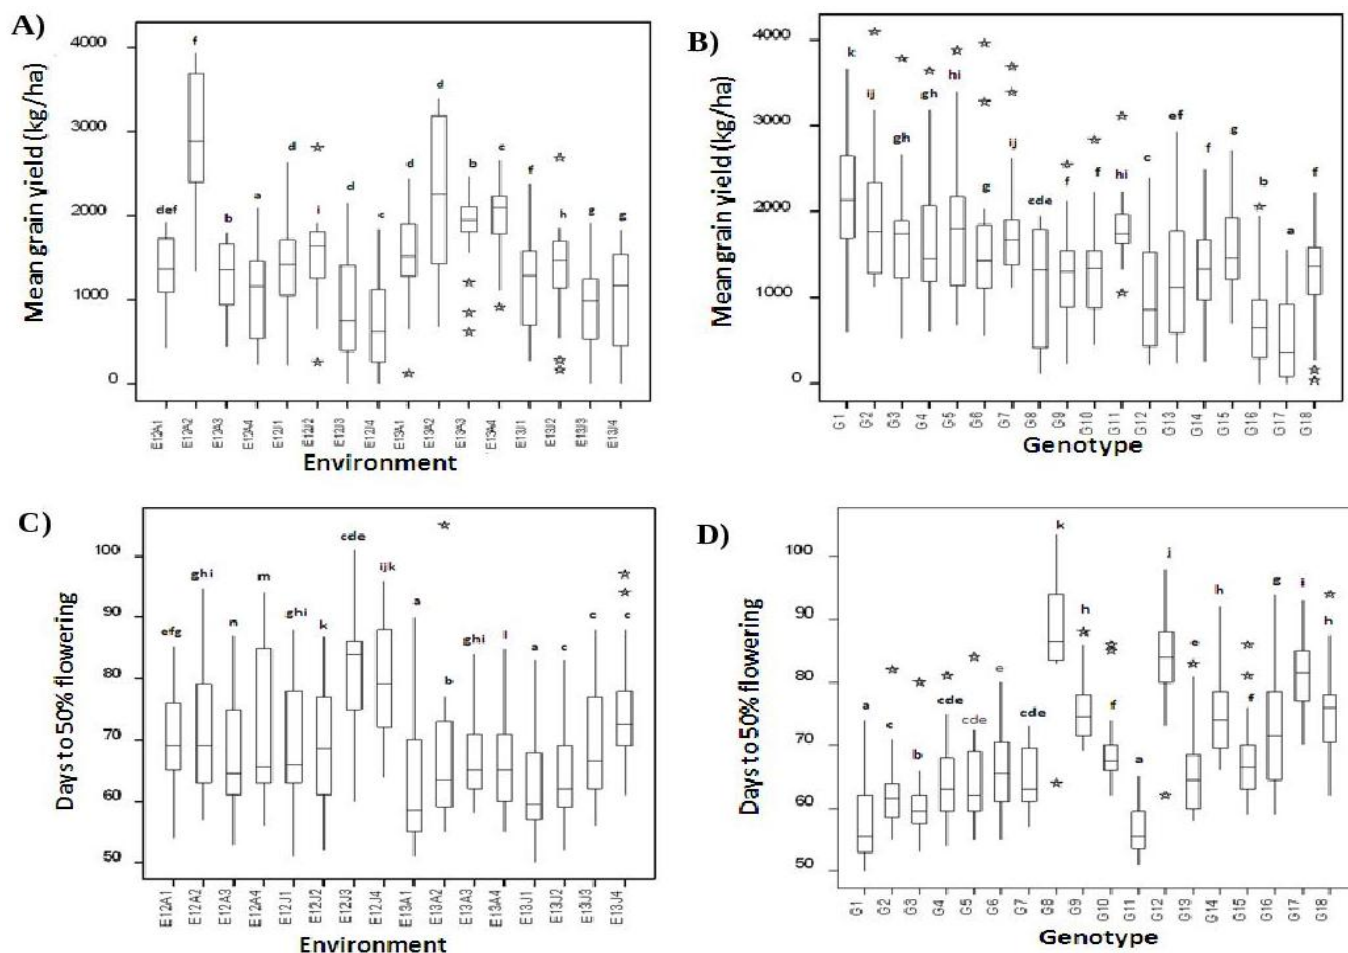 A)
Mean grain yield (kg/ha)
4000
3000
2000
1000
0
f
def
b
a
d
i
d
c
d
d
b
c
f
h
g
g
E12A1
E12A2
E12A3
E12A4
E12J1
E12J2
E12J3
E12J4
E13A1
E13A2
E13A3
E13A4
E13J1
E13J2
E13J3
E13J4
Environment
B)
Mean grain yield (kg/ha)
4000
3000
2000
1000
0
k
ij
gh
gh
hi
g
ij
cde
f
f
hi
c
ef
f
g
b
a
f
G1
G2
G3
G4
G5
G6
G7
G8
G9
G10
G11
G12
G13
G14
G15
G16
G17
G18
Genotype
C)
Days to 50% flowering
100
90
80
70
60
50
efg
ghi
n
m
ghi
k
cde
ijk
a
b
ghi
l
a
c
c
c
E12A1
E12A2
E12A3
E12A4
E12J1
E12J2
E12J3
E12J4
E13A1
E13A2
E13A3
E13A4
E13J1
E13J2
E13J3
E13J4
Environment
D)
Days to 50% flowering
100
90
80
70
60
50
a
c
b
cde
cde
e
cde
k
h
f
a
j
e
h
f
g
i
h
G1
G2
G3
G4
G5
G6
G7
G8
G9
G10
G11
G12
G13
G14
G15
G16
G17
G18
Genotype